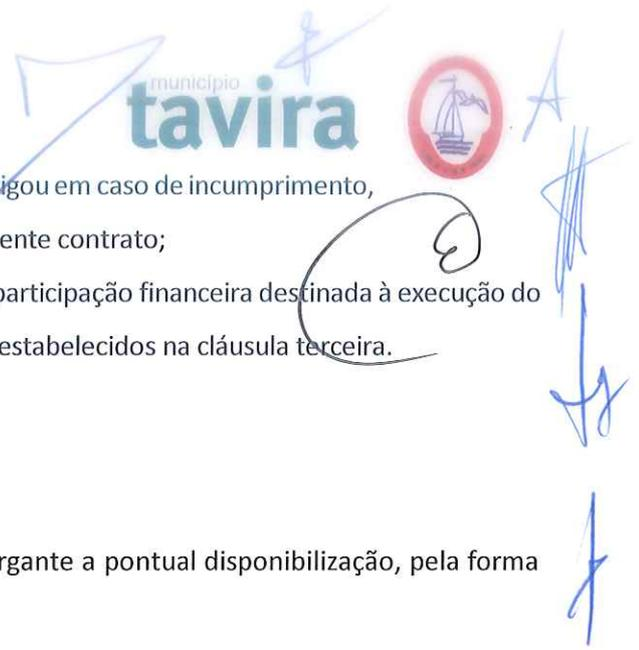 município
tavira
igou em caso de incumprimento,
ente contrato;
participação financeira destinada à execução do
estabelecidos na cláusula terceira.
rgante a pontual disponibilização, pela forma